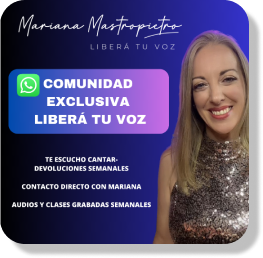 Mariana Mastropietro
LIBERÁ TU VOZ
COMUNIDAD
EXCLUSIVA
LIBERÁ TU VOZ
TE ESCUCHO CANTAR-
DEVOLUCIONES SEMANALES
CONTACTO DIRECTO CON MARIANA
AUDIOS Y CLASES GRABADAS SEMANALES